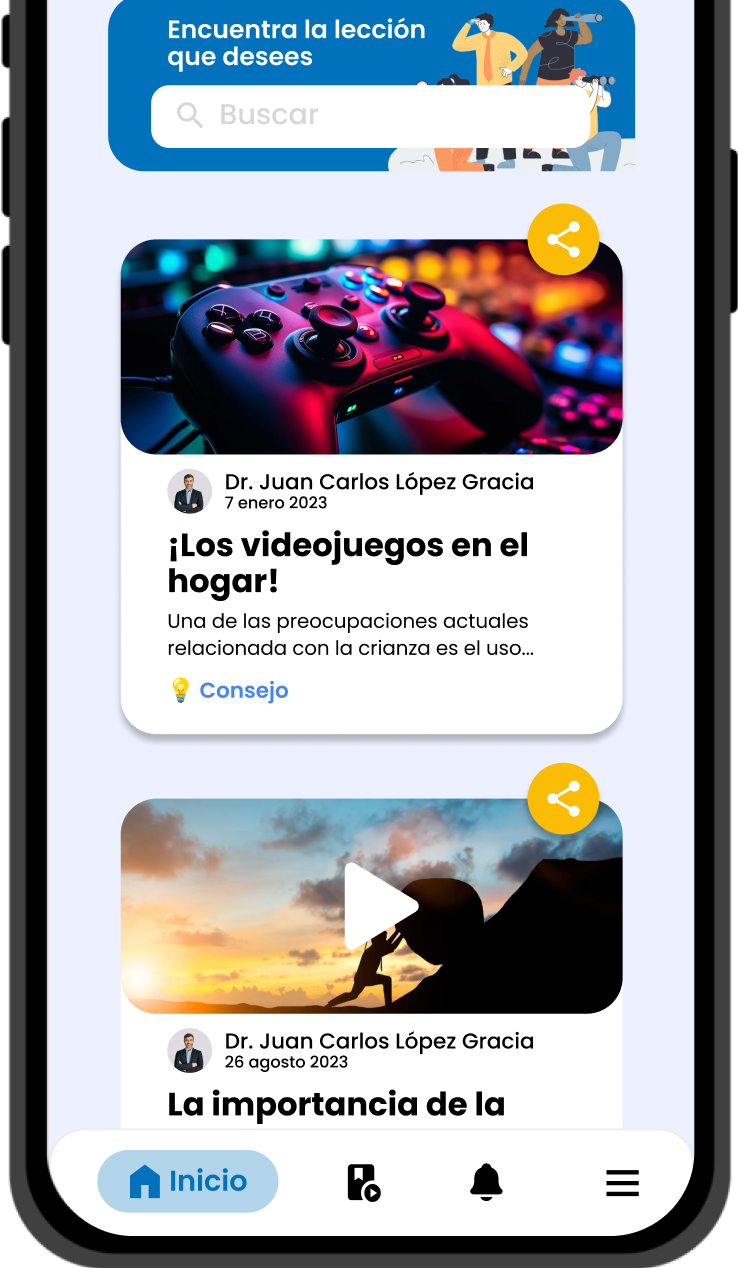 Encuentra la lección
que desees
Buscar
Dr. Juan Carlos López Gracia
7 enero 2023
¡Los videojuegos en el
hogar!
Una de las preocupaciones actuales
relacionada con la crianza es el uso...
💡 Consejo
Dr. Juan Carlos López Gracia
26 agosto 2023
La importancia de la
Inicio